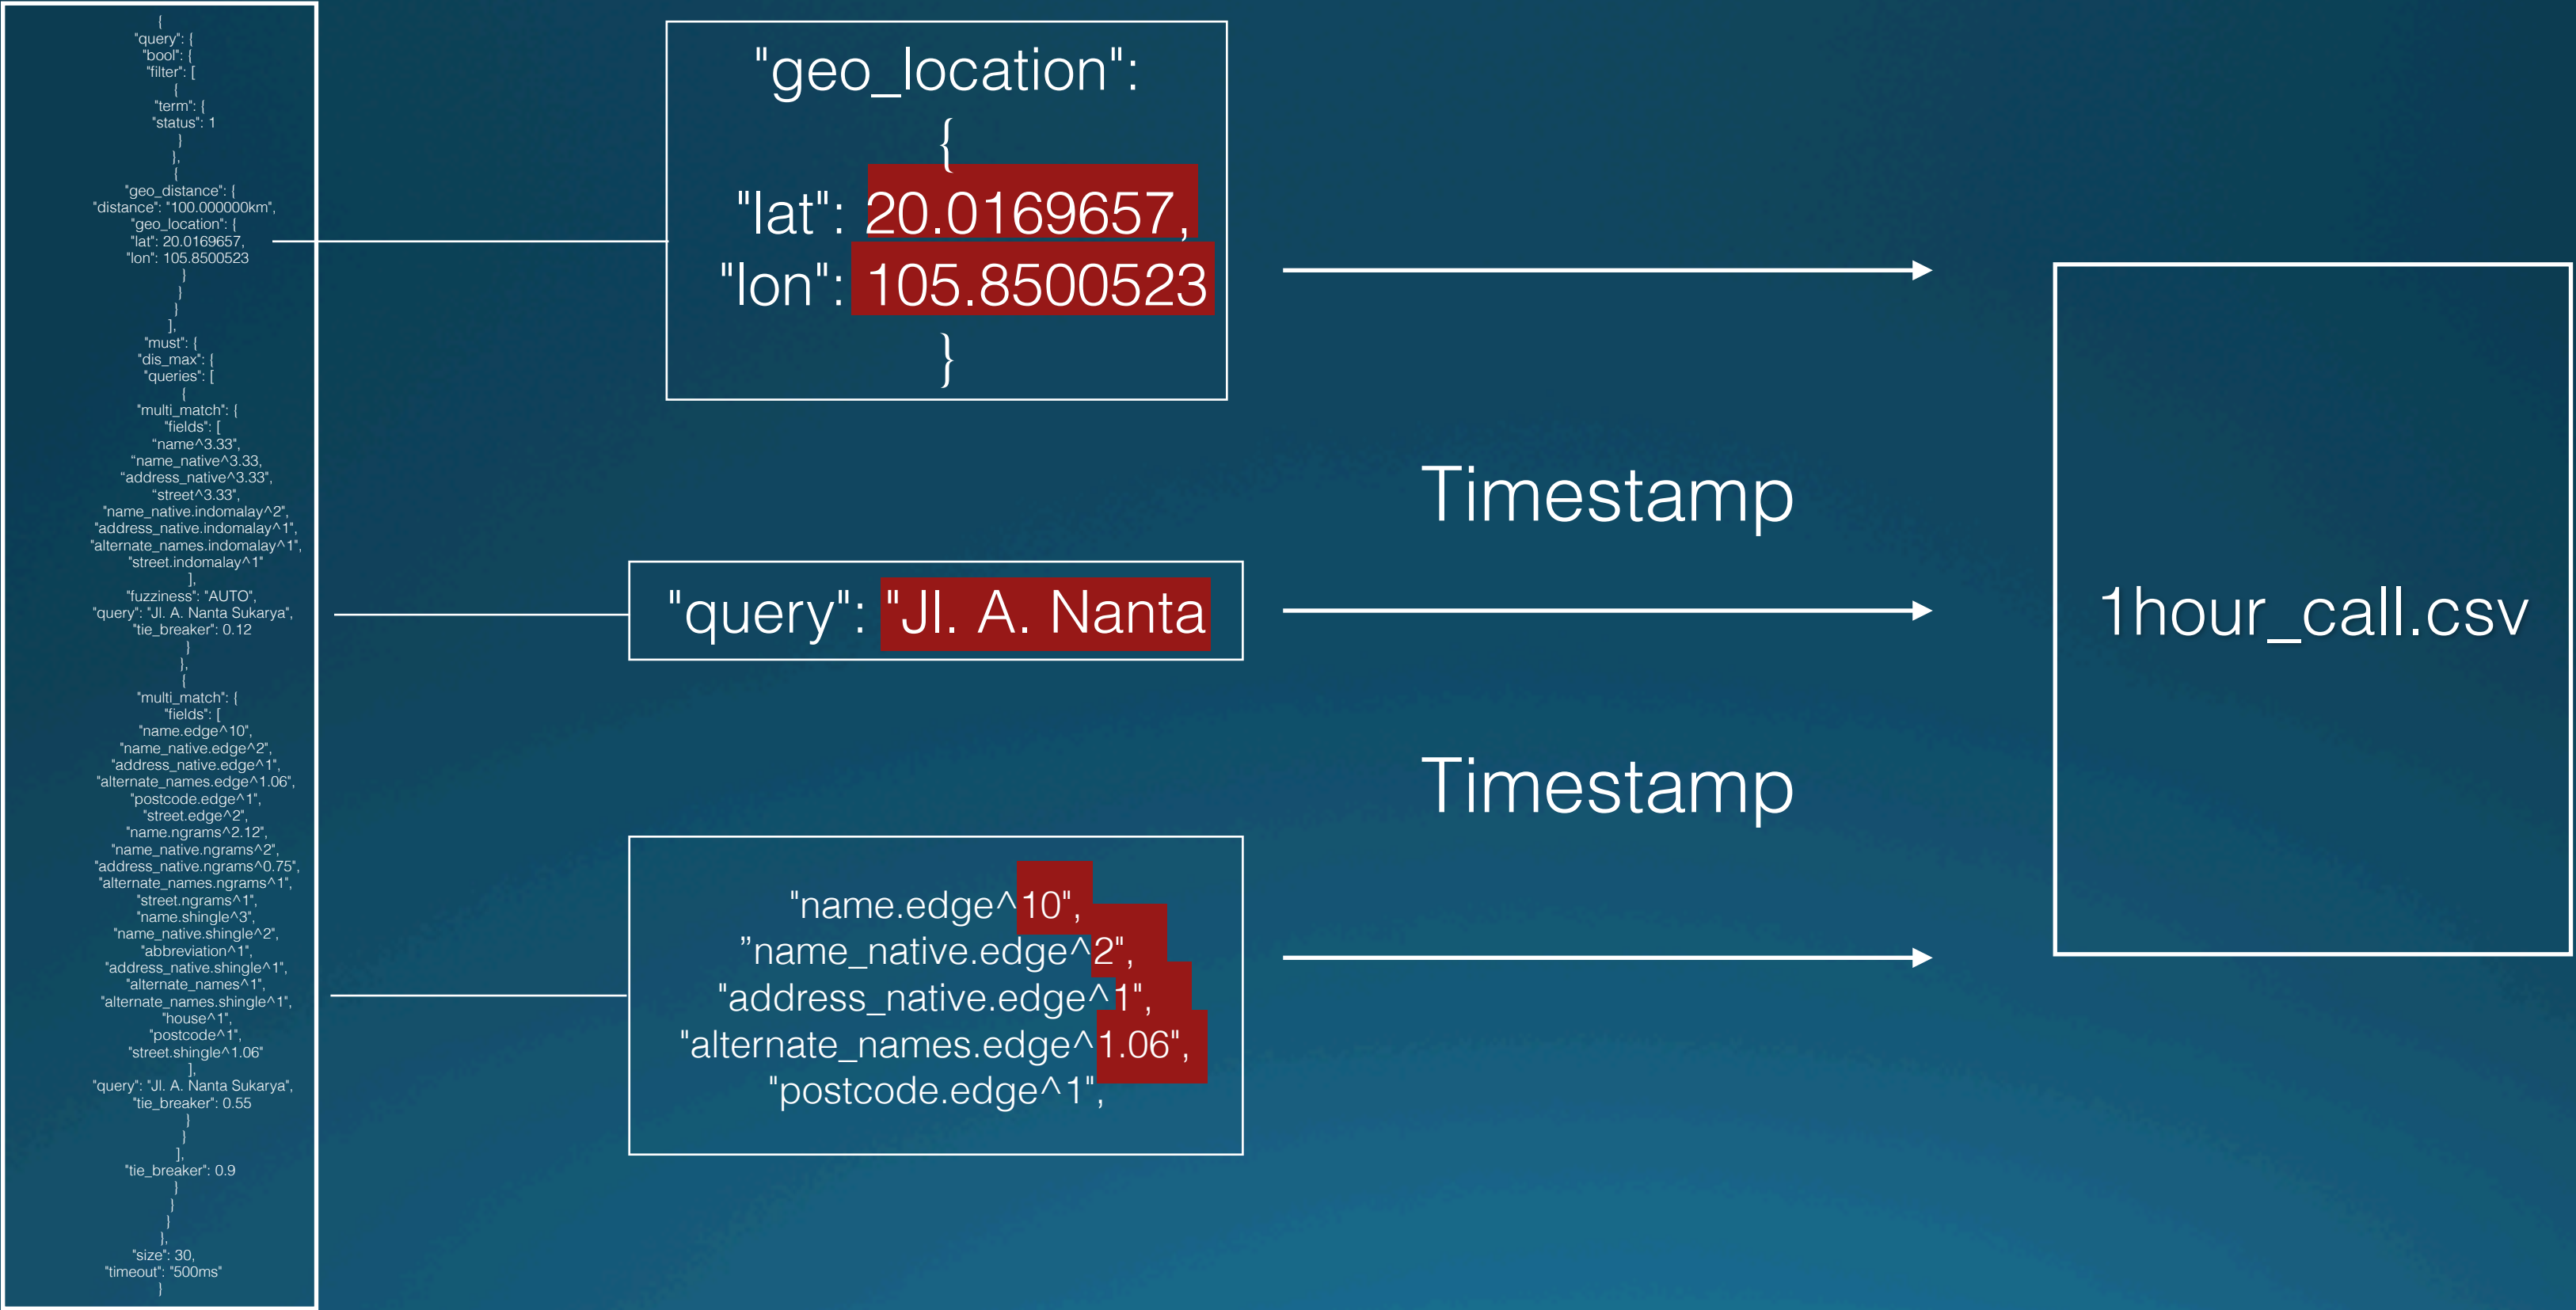 {
"query": {
"bool": {
"filter": [
{
"term": {
"status": 1
}
},
{
"geo_distance": {
"distance": "100.000000km",
"geo_location": {
"lat": 20.0169657,
"lon": 105.8500523
}
}
}
],
"must": {
"dis_max": {
"queries": [
{
"multi_match": {
"fields": [
“name^3.33",
“name_native^3.33,
“address_native^3.33",
“street^3.33",
"name_native.indomalay^2",
"address_native.indomalay^1",
"alternate_names.indomalay^1",
"street.indomalay^1"
],
"fuzziness": "AUTO",
"query": "Jl. A. Nanta Sukarya",
"tie_breaker": 0.12
}
},
{
"multi_match": {
"fields": [
"name.edge^10",
"name_native.edge^2",
"address_native.edge^1",
"alternate_names.edge^1.06",
"postcode.edge^1",
"street.edge^2",
"name.ngrams^2.12",
"name_native.ngrams^2",
"address_native.ngrams^0.75",
"alternate_names.ngrams^1",
"street.ngrams^1",
"name.shingle^3",
"name_native.shingle^2",
"abbreviation^1",
"address_native.shingle^1",
"alternate_names^1",
"alternate_names.shingle^1",
"house^1",
"postcode^1",
"street.shingle^1.06"
],
"query": "Jl. A. Nanta Sukarya",
"tie_breaker": 0.55
}
}
],
"tie_breaker": 0.9
}
}
}
},
"size": 30,
"timeout": "500ms"
}
"geo_location":
{
"lat": 20.0169657,
"lon": 105.8500523
}
"query": "Jl. A. Nanta
"name.edge^10",
”name_native.edge^2",
"address_native.edge^1",
"alternate_names.edge^1.06",
"postcode.edge^1",
Timestamp
Timestamp
1hour_call.csv